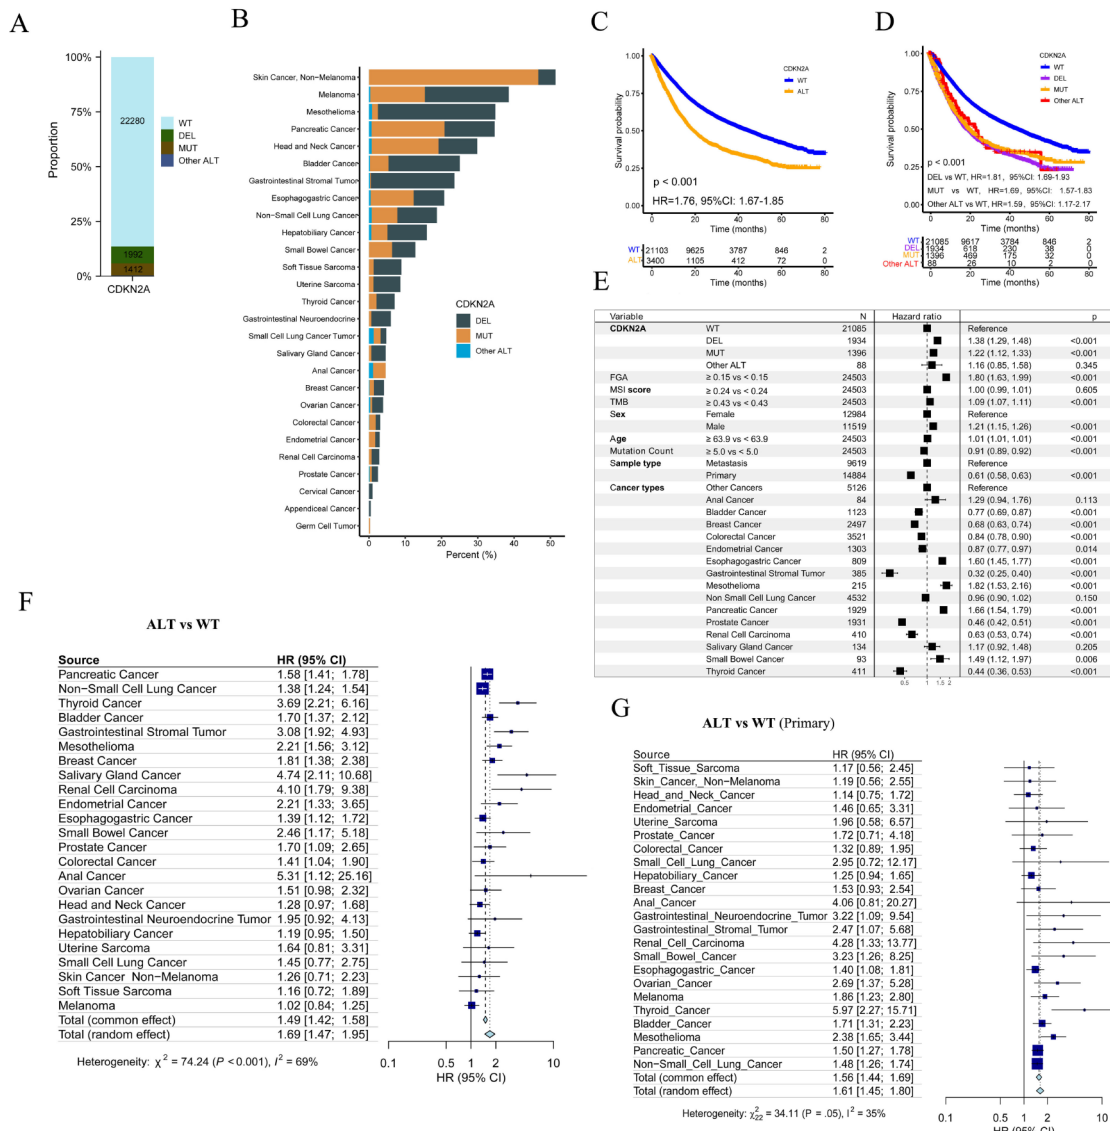 A
100%
75%
50%
25%
0%
Proportion
22280
1992
1412
CDKN2A
WT
DEL
MUT
Other ALT
B
Skin Cancer, Non−Melanoma
Melanoma
Mesothelioma
Pancreatic Cancer
Head and Neck Cancer
Bladder Cancer
Gastrointestinal Stromal Tumor
Esophagogastric Cancer
Non−Small Cell Lung Cancer
Hepatobiliary Cancer
Small Bowel Cancer
Soft Tissue Sarcoma
Uterine Sarcoma
Thyroid Cancer
Gastrointestinal Neuroendocrine
Small Cell Lung Cancer Tumor
Salivary Gland Cancer
Anal Cancer
Breast Cancer
Ovarian Cancer
Colorectal Cancer
Endometrial Cancer
Renal Cell Carcinoma
Prostate Cancer
Cervical Cancer
Appendiceal Cancer
Germ Cell Tumor
0 10 20 30 40 50
Percent (%)
CDKN2A
DEL
MUT
Other ALT
C
CDKN2A
WT
ALT
Survival probability
1.00
0.75
0.50
0.25
0.00
p < 0.001
HR=1.76, 95%CI: 1.67-1.85
0 20 40 60 80
Time (months)
WT 21103 9625 3787 846 2
ALT 3400 1105 412 72 0
0 20 40 60 80
Time (months)
D
CDKN2A
WT
DEL
MUT
Other ALT
Survival probability
1.00
0.75
0.50
0.25
0.00
p < 0.001
DEL vs WT, HR=1.81, 95%CI: 1.69-1.93
MUT vs WT, HR=1.69, 95%CI: 1.57-1.83
Other ALT vs WT, HR=1.59, 95%CI: 1.17-2.17
0 20 40 60 80
Time (months)
WT 21085 9617 3784 846 2
DEL 1934 618 230 38 0
MUT 1396 469 175 32 0
Other ALT 88 26 10 2 0
0 20 40 60 80
Time (months)
E
Variable N Hazard ratio p
CDKN2A WT 21085 Reference
DEL 1934 1.38 (1.29, 1.48) <0.001
MUT 1396 1.22 (1.12, 1.33) <0.001
Other ALT 88 1.16 (0.85, 1.58) 0.345
FGA ≥ 0.15 vs < 0.15 24503 1.80 (1.63, 1.99) <0.001
MSI score ≥ 0.24 vs < 0.24 24503 1.00 (0.99, 1.01) 0.605
TMB ≥ 0.43 vs < 0.43 24503 1.09 (1.07, 1.11) <0.001
Sex Female 12984 Reference
Male 11519 1.21 (1.15, 1.26) <0.001
Age ≥ 63.9 vs < 63.9 24503 1.01 (1.01, 1.01) <0.001
Mutation Count ≥ 5.0 vs < 5.0 24503 0.91 (0.89, 0.92) <0.001
Sample type Metastasis 9619 Reference
Primary 14884 0.61 (0.58, 0.63) <0.001
Cancer types Other Cancers 5126 Reference
Anal Cancer 84 1.29 (0.94, 1.76) 0.113
Bladder Cancer 1123 0.77 (0.69, 0.87) <0.001
Breast Cancer 2497 0.68 (0.63, 0.74) <0.001
Colorectal Cancer 3521 0.84 (0.78, 0.90) <0.001
Endometrial Cancer 1303 0.87 (0.77, 0.97) 0.014
Esophagogastric Cancer 809 1.60 (1.45, 1.77) <0.001
Gastrointestinal Stromal Tumor 385 0.32 (0.25, 0.40) <0.001
Mesothelioma 215 1.82 (1.53, 2.16) <0.001
Non Small Cell Lung Cancer 4532 0.96 (0.90, 1.02) 0.150
Pancreatic Cancer 1929 1.66 (1.54, 1.79) <0.001
Prostate Cancer 1931 0.46 (0.42, 0.51) <0.001
Renal Cell Carcinoma 410 0.63 (0.53, 0.74) <0.001
Salivary Gland Cancer 134 1.17 (0.92, 1.48) 0.205
Small Bowel Cancer 93 1.49 (1.12, 1.97) 0.006
Thyroid Cancer 411 0.44 (0.36, 0.53) <0.001
0.5 1 1.5 2
F
ALT vs WT
Source HR (95% CI)
Pancreatic Cancer 1.58 [1.41; 1.78]
Non−Small Cell Lung Cancer 1.38 [1.24; 1.54]
Thyroid Cancer 3.69 [2.21; 6.16]
Bladder Cancer 1.70 [1.37; 2.12]
Gastrointestinal Stromal Tumor 3.08 [1.92; 4.93]
Mesothelioma 2.21 [1.56; 3.12]
Breast Cancer 1.81 [1.38; 2.38]
Salivary Gland Cancer 4.74 [2.11; 10.68]
Renal Cell Carcinoma 4.10 [1.79; 9.38]
Endometrial Cancer 2.21 [1.33; 3.65]
Esophagogastric Cancer 1.39 [1.12; 1.72]
Small Bowel Cancer 2.46 [1.17; 5.18]
Prostate Cancer 1.70 [1.09; 2.65]
Colorectal Cancer 1.41 [1.04; 1.90]
Anal Cancer 5.31 [1.12; 25.16]
Ovarian Cancer 1.51 [0.98; 2.32]
Head and Neck Cancer 1.28 [0.97; 1.68]
Gastrointestinal Neuroendocrine Tumor 1.95 [0.92; 4.13]
Hepatobiliary Cancer 1.19 [0.95; 1.50]
Uterine Sarcoma 1.64 [0.81; 3.31]
Small Cell Lung Cancer 1.45 [0.77; 2.75]
Skin Cancer Non−Melanoma 1.26 [0.71; 2.23]
Soft Tissue Sarcoma 1.16 [0.72; 1.89]
Melanoma 1.02 [0.84; 1.25]
Total (common effect) 1.49 [1.42; 1.58]
Total (random effect) 1.69 [1.47; 1.95]
0.1 1 2 10
HR (95% CI)
Heterogeneity: χ² = 74.24 (P < 0.001), I² = 69%
G
ALT vs WT (Primary)
Source HR (95% CI)
Soft_Tissue_Sarcoma 1.17 [0.56; 2.45]
Skin_Cancer,_Non−Melanoma 1.19 [0.56; 2.55]
Head_and_Neck_Cancer 1.14 [0.75; 1.72]
Endometrial_Cancer 1.46 [0.65; 3.31]
Uterine_Sarcoma 1.96 [0.58; 6.57]
Prostate_Cancer 1.72 [0.71; 4.18]
Colorectal_Cancer 1.32 [0.89; 1.95]
Small_Cell_Lung_Cancer 2.95 [0.72; 12.17]
Hepatobiliary_Cancer 1.25 [0.94; 1.65]
Breast_Cancer 1.53 [0.93; 2.54]
Anal_Cancer 4.06 [0.81; 20.27]
Gastrointestinal_Neuroendocrine_Tumor 3.22 [1.09; 9.54]
Gastrointestinal_Stromal_Tumor 2.47 [1.07; 5.68]
Renal_Cell_Carcinoma 4.28 [1.33; 13.77]
Small_Bowel_Cancer 3.23 [1.26; 8.25]
Esophagogastric_Cancer 1.40 [1.08; 1.81]
Ovarian_Cancer 2.69 [1.37; 5.28]
Melanoma 1.86 [1.23; 2.80]
Thyroid_Cancer 5.97 [2.27; 15.71]
Bladder_Cancer 1.71 [1.31; 2.23]
Mesothelioma 2.38 [1.65; 3.44]
Pancreatic_Cancer 1.50 [1.27; 1.78]
Non−Small_Cell_Lung_Cancer 1.48 [1.26; 1.74]
Total (common effect) 1.56 [1.44; 1.69]
Total (random effect) 1.61 [1.45; 1.80]
0.1 0.5 1 2 10
HR (95% CI)
Heterogeneity: χ²₂₂ = 34.11 (P = .05), I² = 35%